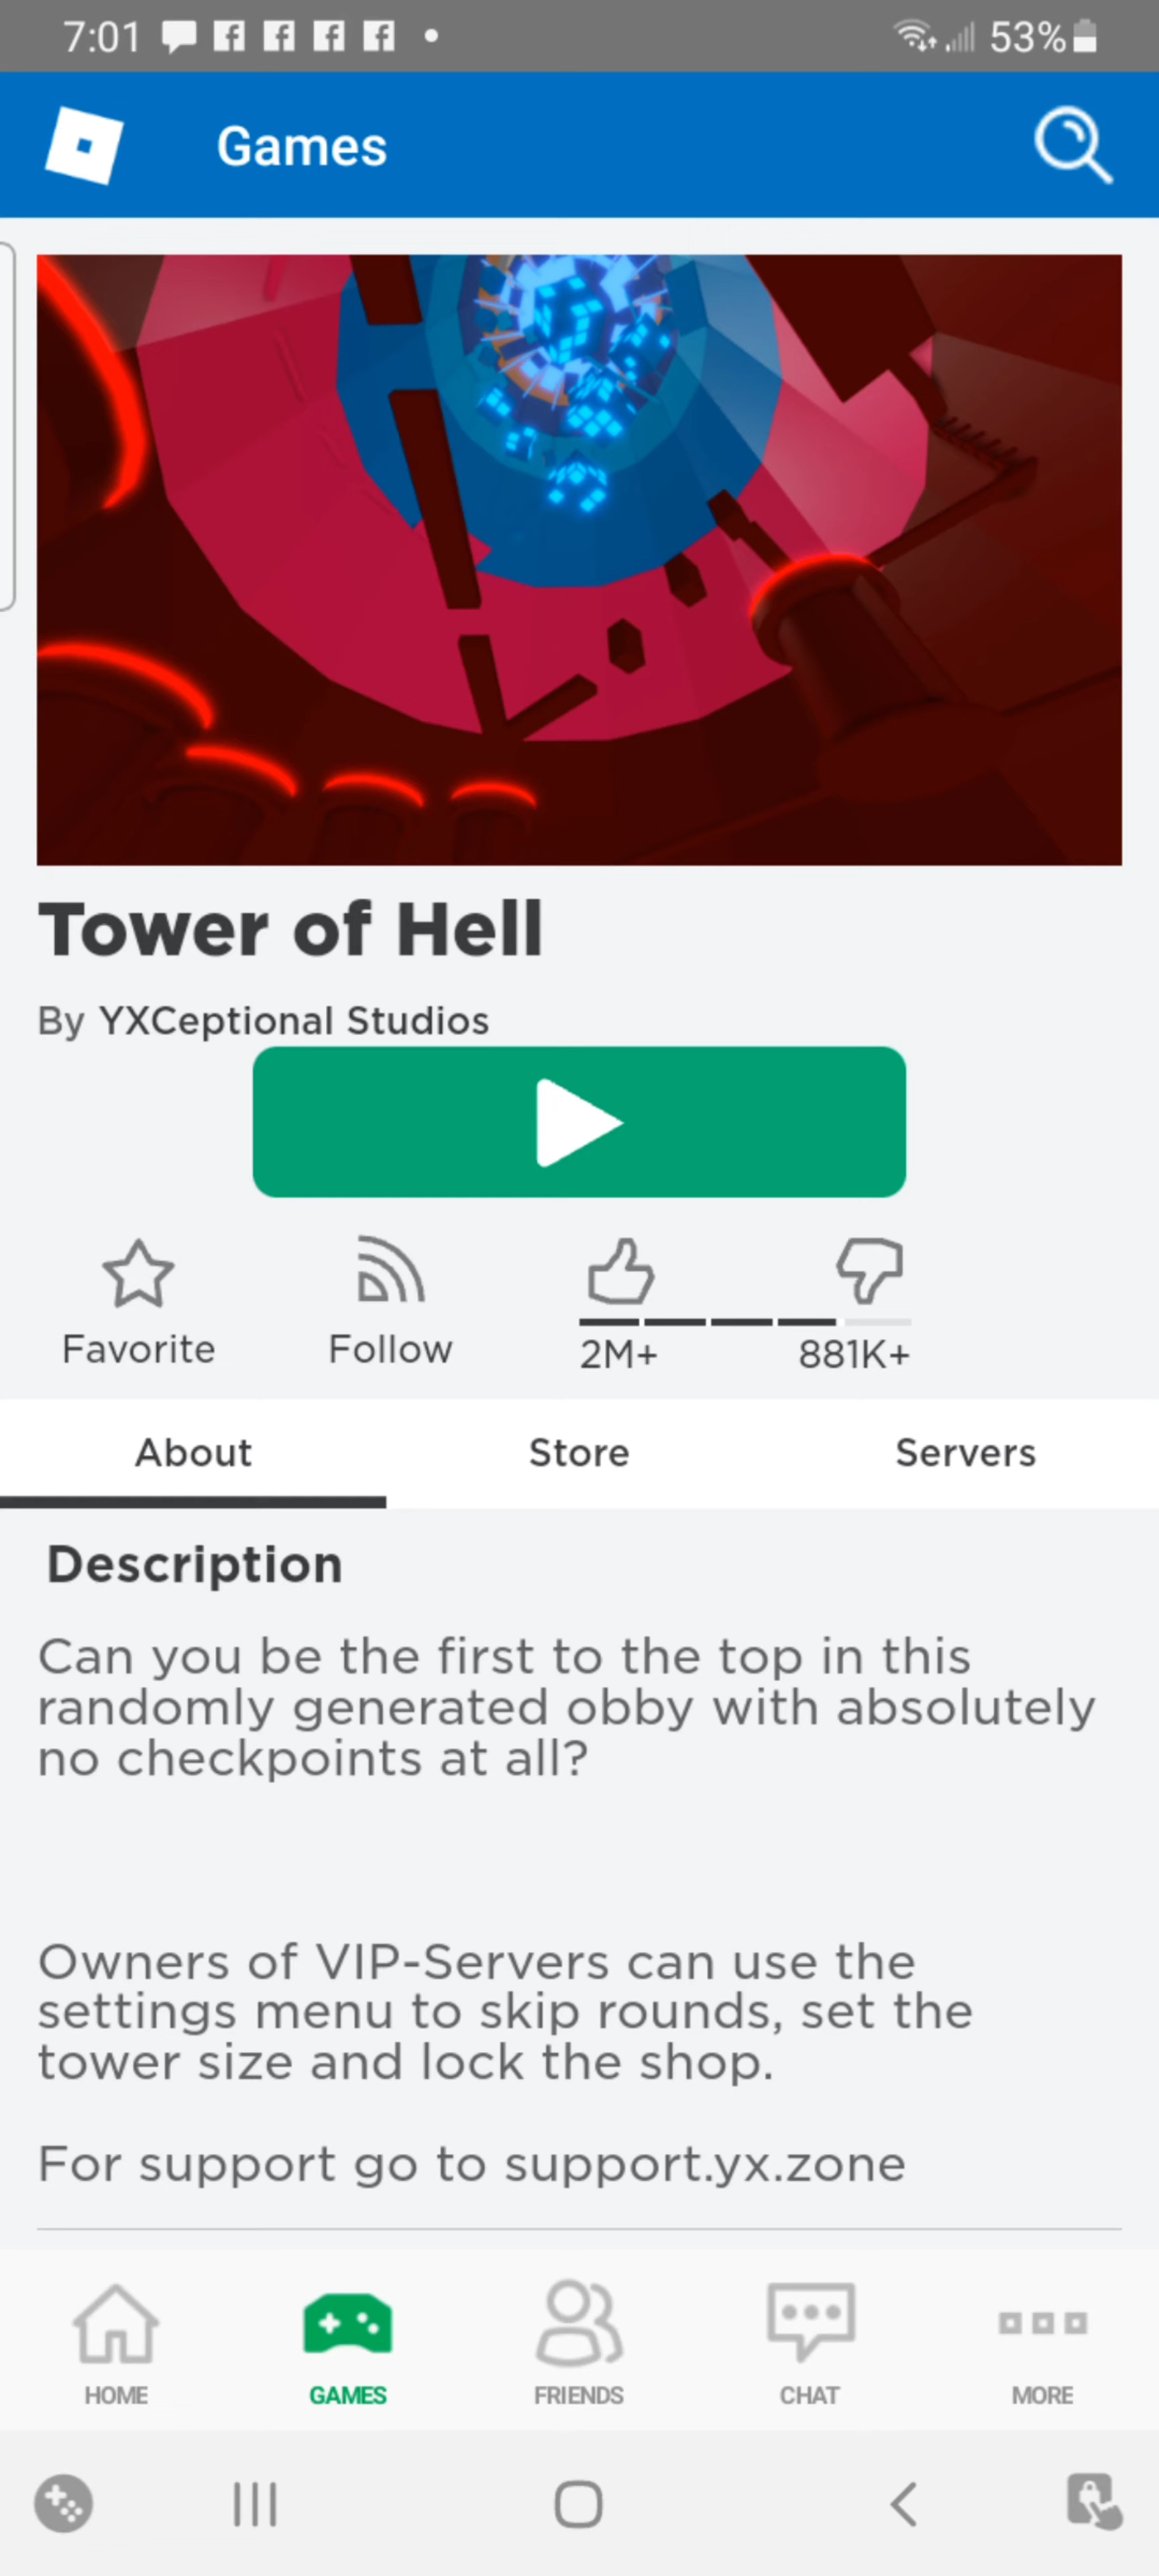 7:01
53%
Games
Tower of Hell
By YXCeptional Studios
Favorite
Follow
2M+
881K+
About
Store
Servers
Description
Can you be the first to the top in this
randomly generated obby with absolutely
no checkpoints at all?
Owners of VIP-Servers can use the
settings menu to skip rounds, set the
tower size and lock the shop.
For support go to support.yx.zone
HOME
GAMES
FRIENDS
CHAT
MORE